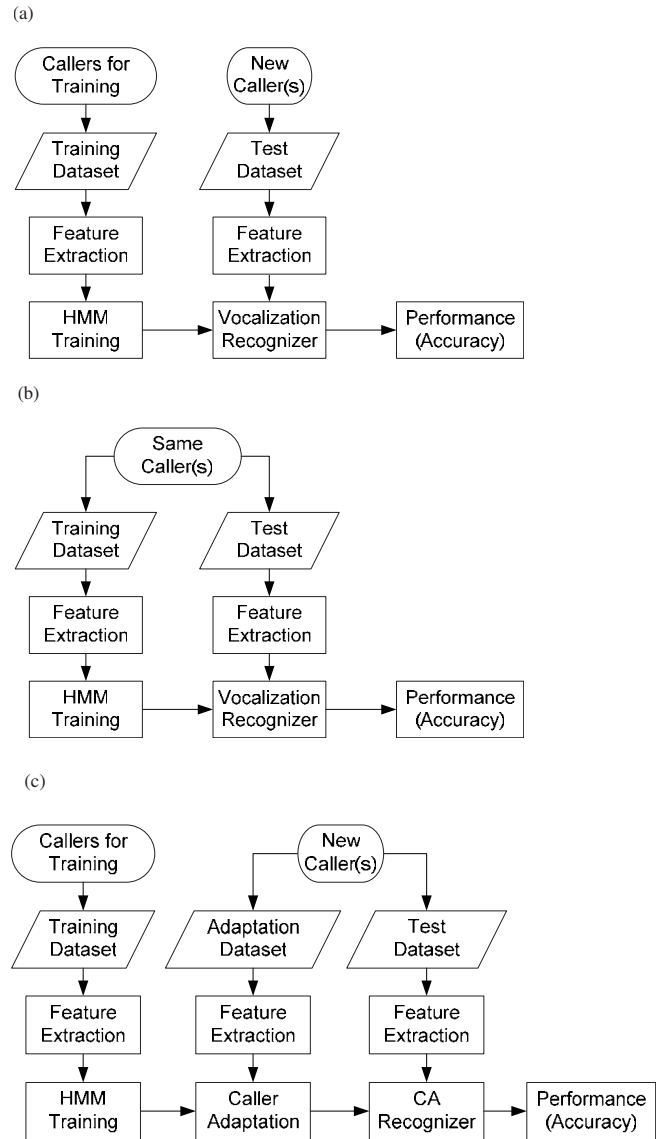 (a)
Callers for
Training
New
Caller(s)
Training
Dataset
Test
Dataset
Feature
Extraction
Feature
Extraction
HMM
Training
Vocalization
Recognizer
Performance
(Accuracy)
(b)
Same
Caller(s)
Training
Dataset
Test
Dataset
Feature
Extraction
Feature
Extraction
HMM
Training
Vocalization
Recognizer
Performance
(Accuracy)
(c)
Callers for
Training
New
Caller(s)
Training
Dataset
Adaptation
Dataset
Test
Dataset
Feature
Extraction
Feature
Extraction
Feature
Extraction
HMM
Training
Caller
Adaptation
CA
Recognizer
Performance
(Accuracy)